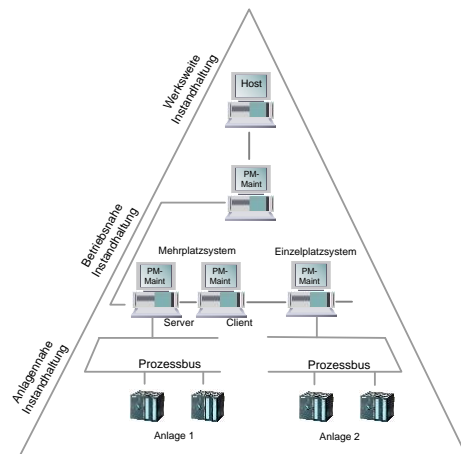 Werksweite
Instandhaltung
Host
PM-
Maint
Betriebsnahe
Instandhaltung
Mehrplatzsystem
Einzelplatzsystem
PM-
Maint
PM-
Maint
PM-
Maint
Server
Client
Anlagennahe
Instandhaltung
Prozessbus
Prozessbus
Anlage 1
Anlage 2